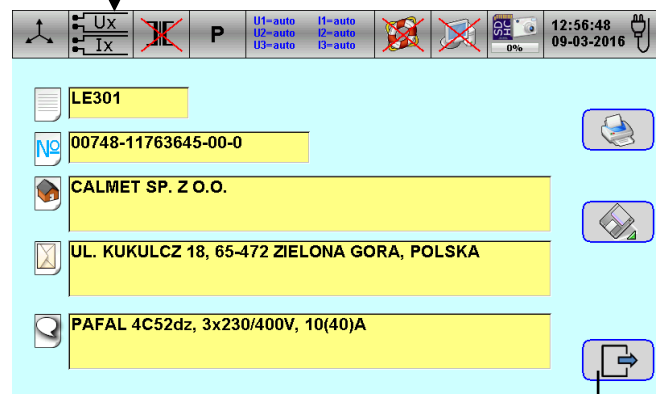 Ux
Ix
P
U1=auto I1=auto
U2=auto I2=auto
U3=auto I3=auto
SD
HC
0%
12:56:48
09-03-2016
LE301
№ 00748-11763645-00-0
CALMET SP. Z O.O.
UL. KUKULCZ 18, 65-472 ZIELONA GORA, POLSKA
PAFAL 4C52dz, 3x230/400V, 10(40)A